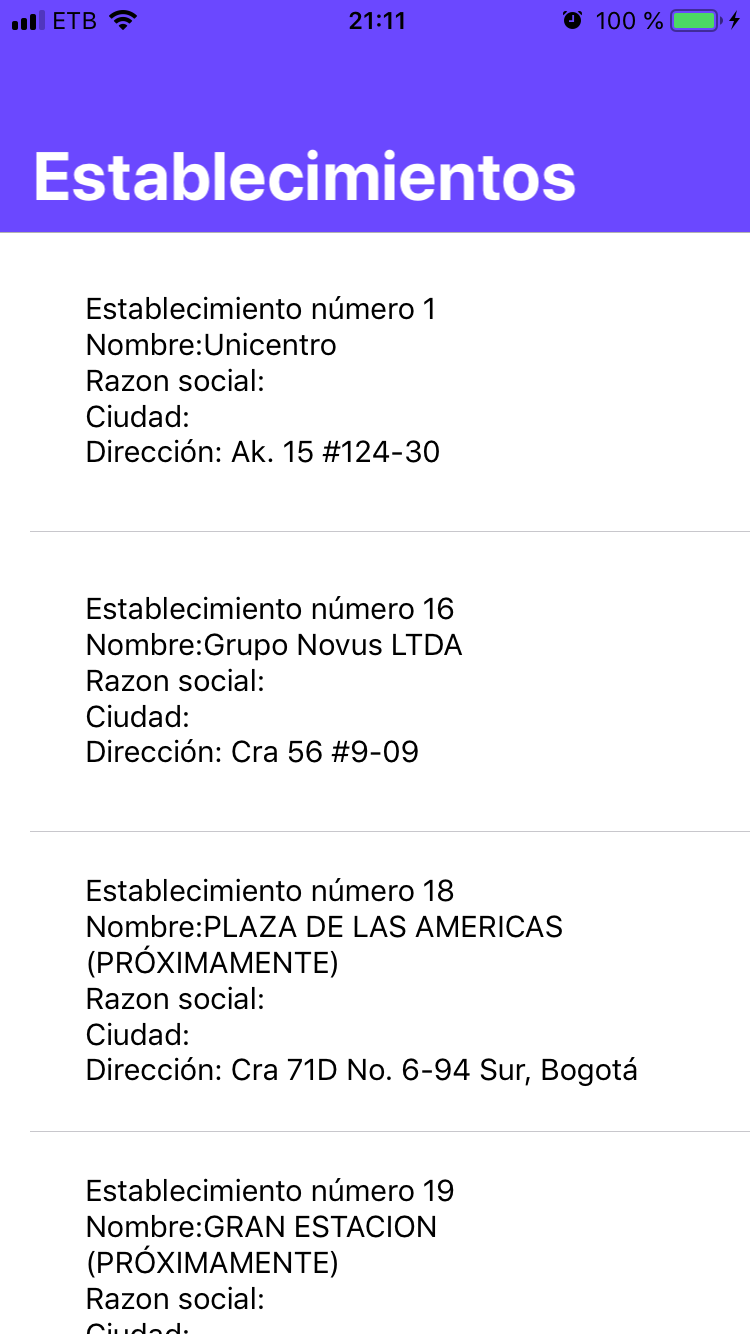 ETB 21:11 100 %
Establecimientos
Establecimiento número 1
Nombre:Unicentro
Razon social:
Ciudad:
Dirección: Ak. 15 #124-30
Establecimiento número 16
Nombre:Grupo Novus LTDA
Razon social:
Ciudad:
Dirección: Cra 56 #9-09
Establecimiento número 18
Nombre:PLAZA DE LAS AMERICAS
(PRÓXIMAMENTE)
Razon social:
Ciudad:
Dirección: Cra 71D No. 6-94 Sur, Bogotá
Establecimiento número 19
Nombre:GRAN ESTACION
(PRÓXIMAMENTE)
Razon social:
Ciudad: